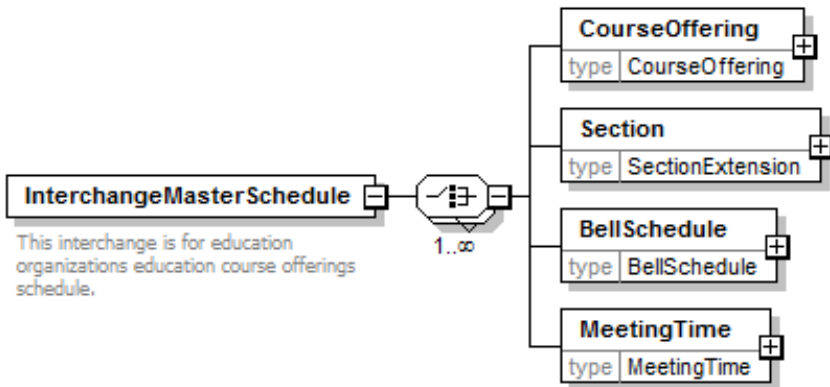 CourseOffering
type CourseOffering
Section
type SectionExtension
InterchangeMasterSchedule
This interchange is for education
organizations education course offerings
schedule.
1..∞
BellSchedule
type BellSchedule
MeetingTime
type MeetingTime